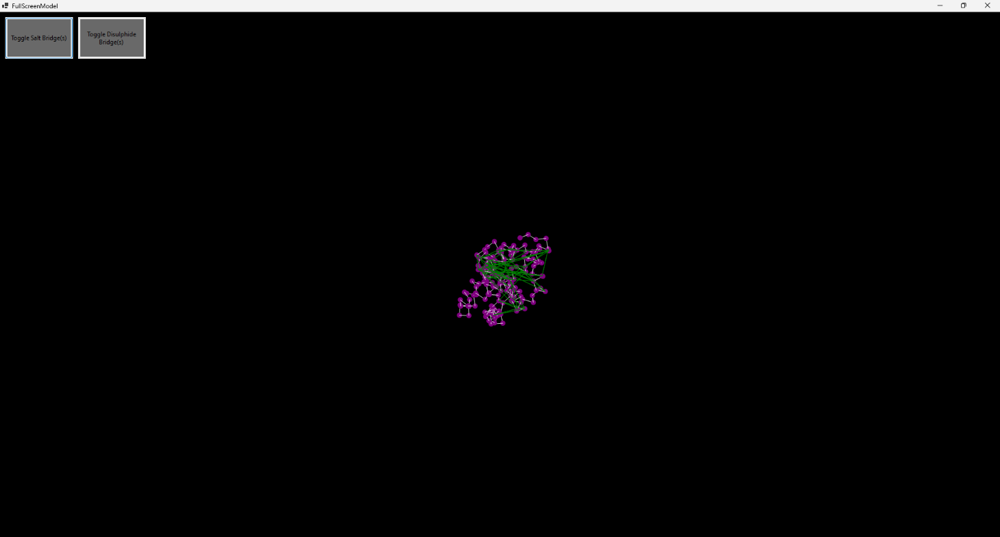 FullScreenModel
Toggle Salt Bridge(s)
Toggle Disulphide
Bridge(s)